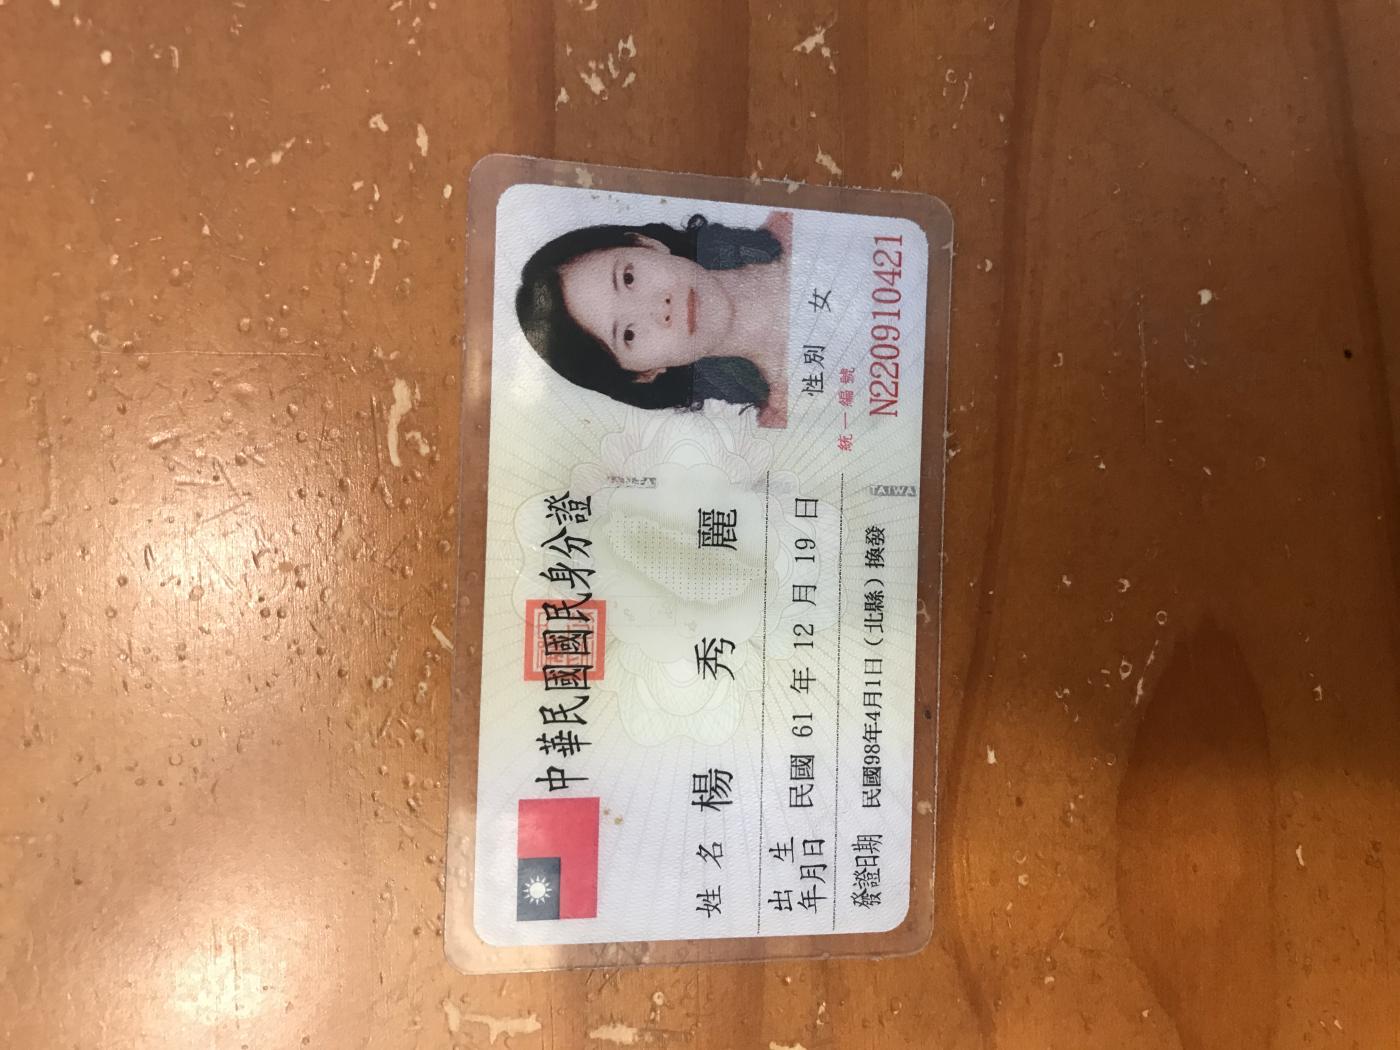 中華民國國民身分證
姓名 楊秀麗
出生年月日 民國 61 年 12 月 19 日
發證日期 民國98年4月1日（北縣）換發
性別 女
統一編號
N220910421
TAIWA